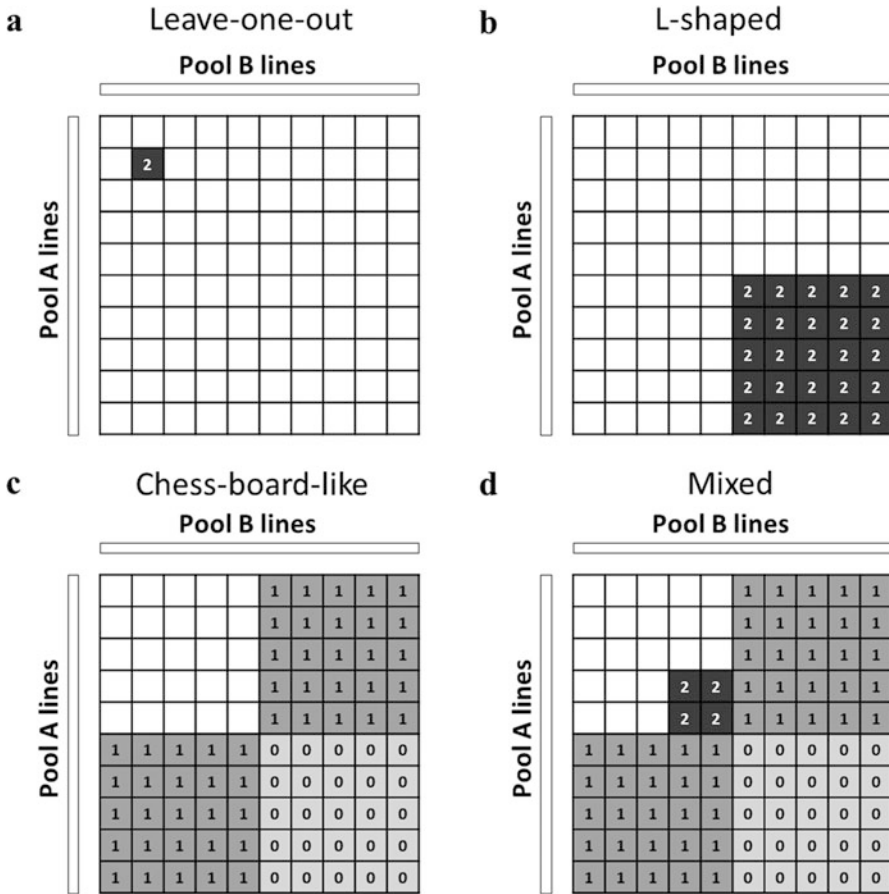 a Leave-one-out
Pool B lines
Pool A lines
2
b L-shaped
Pool B lines
Pool A lines
2 2 2 2 2
2 2 2 2 2
2 2 2 2 2
2 2 2 2 2
2 2 2 2 2
c Chess-board-like
Pool B lines
Pool A lines
1 1 1 1 1
1 1 1 1 1
1 1 1 1 1
1 1 1 1 1
1 1 1 1 1
1 1 1 1 1 0 0 0 0 0
1 1 1 1 1 0 0 0 0 0
1 1 1 1 1 0 0 0 0 0
1 1 1 1 1 0 0 0 0 0
1 1 1 1 1 0 0 0 0 0
d Mixed
Pool B lines
Pool A lines
1 1 1 1 1
1 1 1 1 1
1 1 1 1 1
2 2 1 1 1 1 1
2 2 1 1 1 1 1
1 1 1 1 1 0 0 0 0 0
1 1 1 1 1 0 0 0 0 0
1 1 1 1 1 0 0 0 0 0
1 1 1 1 1 0 0 0 0 0
1 1 1 1 1 0 0 0 0 0